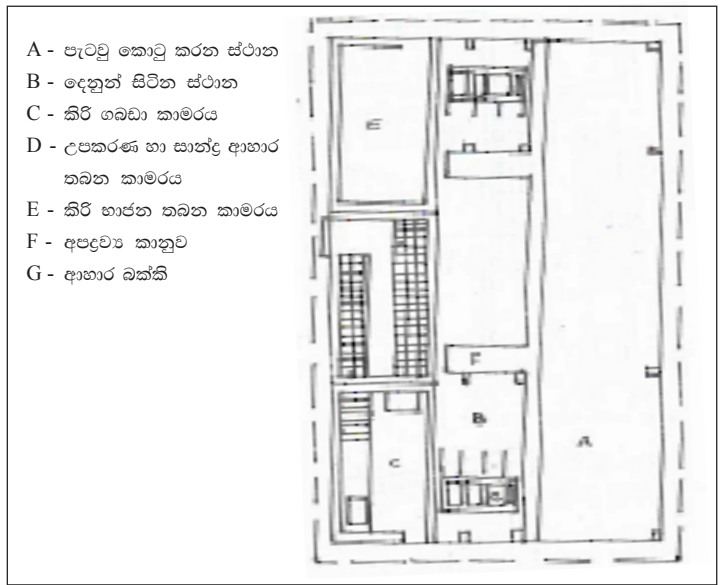 A - පැටවු කොටු කරන ස්ථාන
B - දෙනුන් සිටින ස්ථාන
C - කිරි ගබඩා කාමරය
D - උපකරණ හා සාන්ද්‍ර ආහාර
තබන කාමරය
E - කිරි භාජන තබන කාමරය
F - අපද්‍රව්‍ය කානුව
G - ආහාර බක්කි
E
F
B
A
C